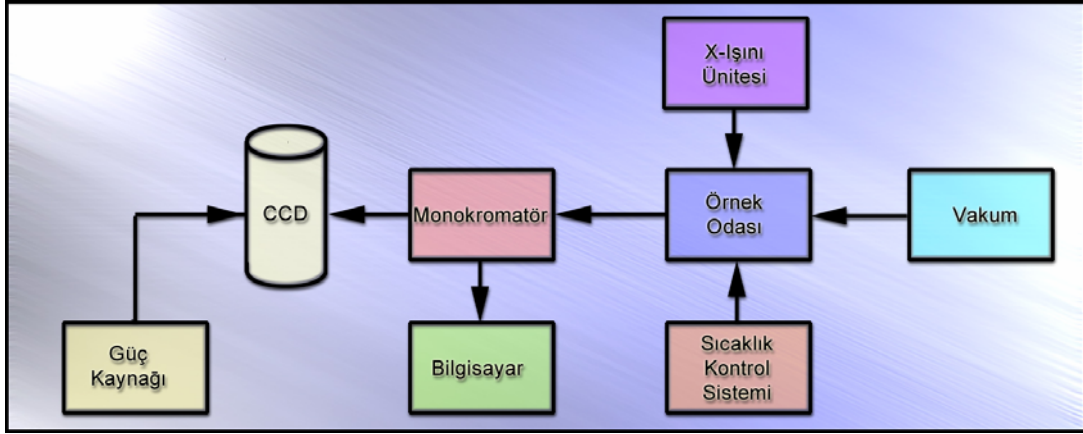 X-Işını
Ünitesi
CCD
Monokromatör
Örnek
Odası
Vakum
Güç
Kaynağı
Bilgisayar
Sıcaklık
Kontrol
Sistemi